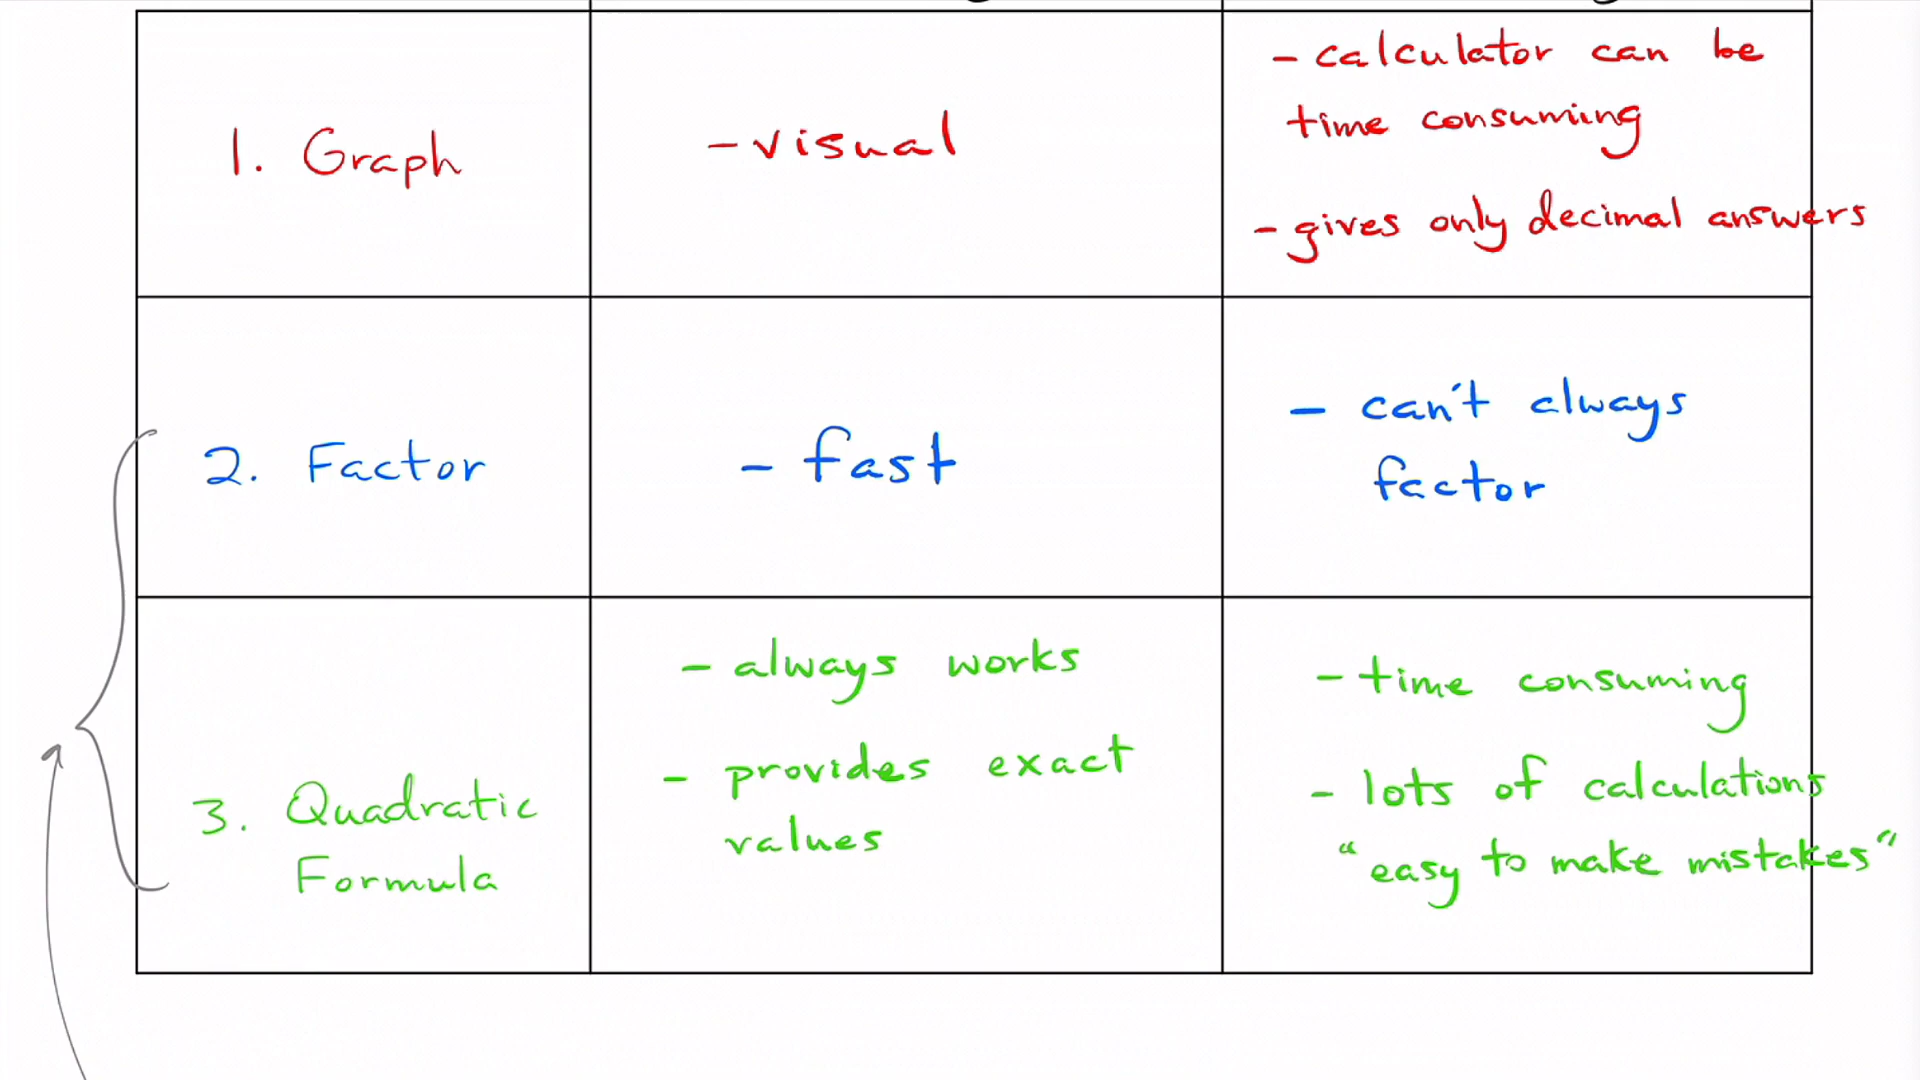 1. Graph
- visual
- calculator can be
time consuming
- gives only decimal answers
2. Factor
- fast
- can't always
factor
3. Quadratic
Formula
- always works
- provides exact
values
- time consuming
- lots of calculations
"easy to make mistakes"